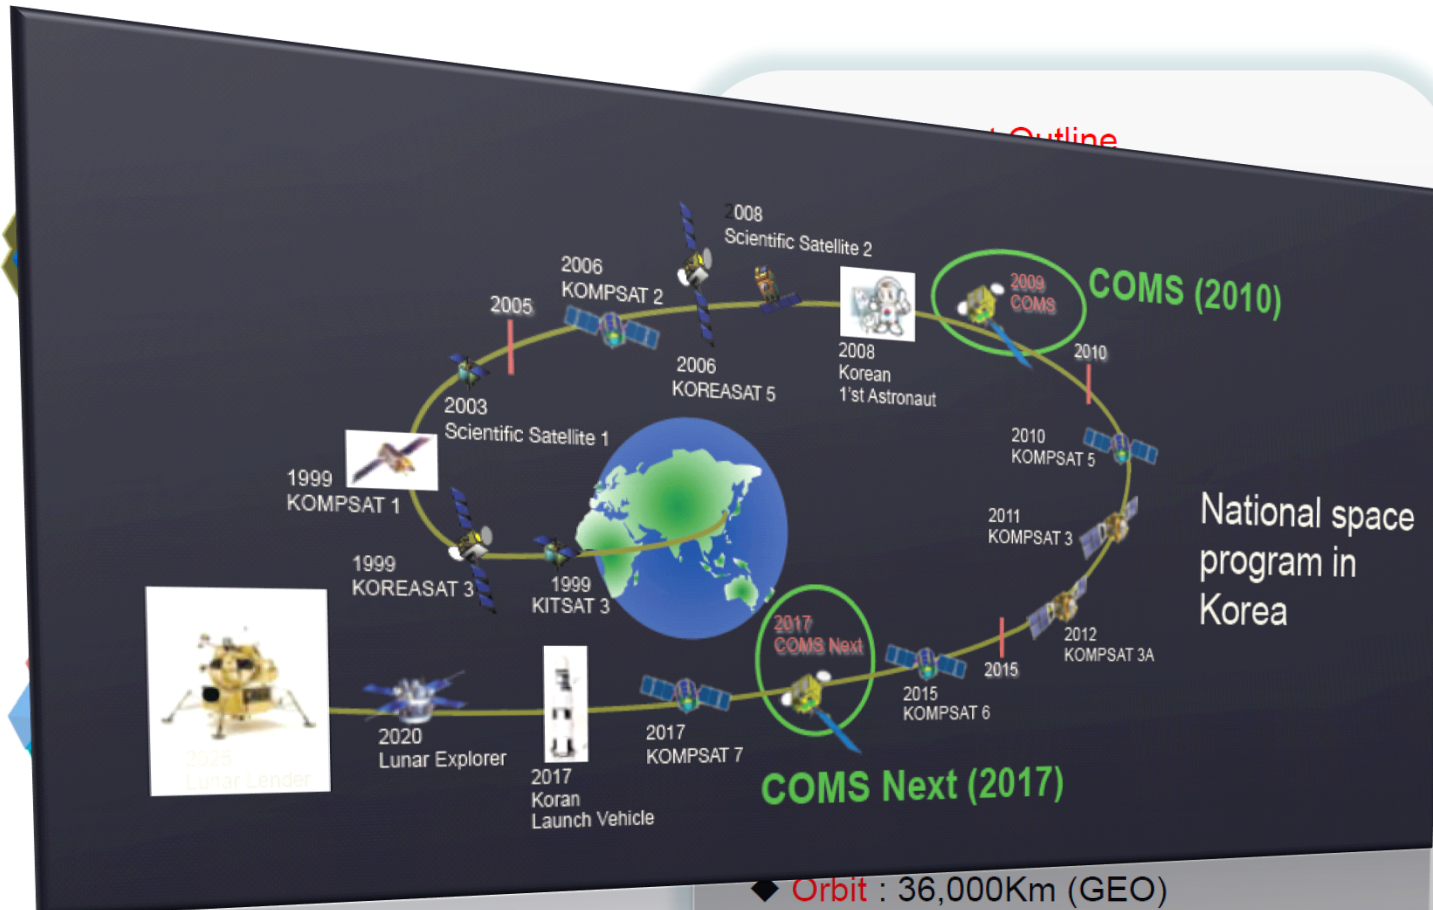 Outline
2008
Scientific Satellite 2
2006
KOMPSAT 2
2009
COMS
COMS (2010)
2005
2006
KOREASAT 5
2008
Korean
1'st Astronaut
2010
2003
Scientific Satellite 1
2010
KOMPSAT 5
1999
KOMPSAT 1
2011
KOMPSAT 3
National space
program in
Korea
1999
KOREASAT 3
1999
KITSAT 3
2017
COMS Next
2012
KOMPSAT 3A
2015
2015
KOMPSAT 6
2020
Lunar Explorer
2017
KOMPSAT 7
2025
Lunar Lender
2017
Koran
Launch Vehicle
COMS Next (2017)
◆ Orbit : 36,000Km (GEO)